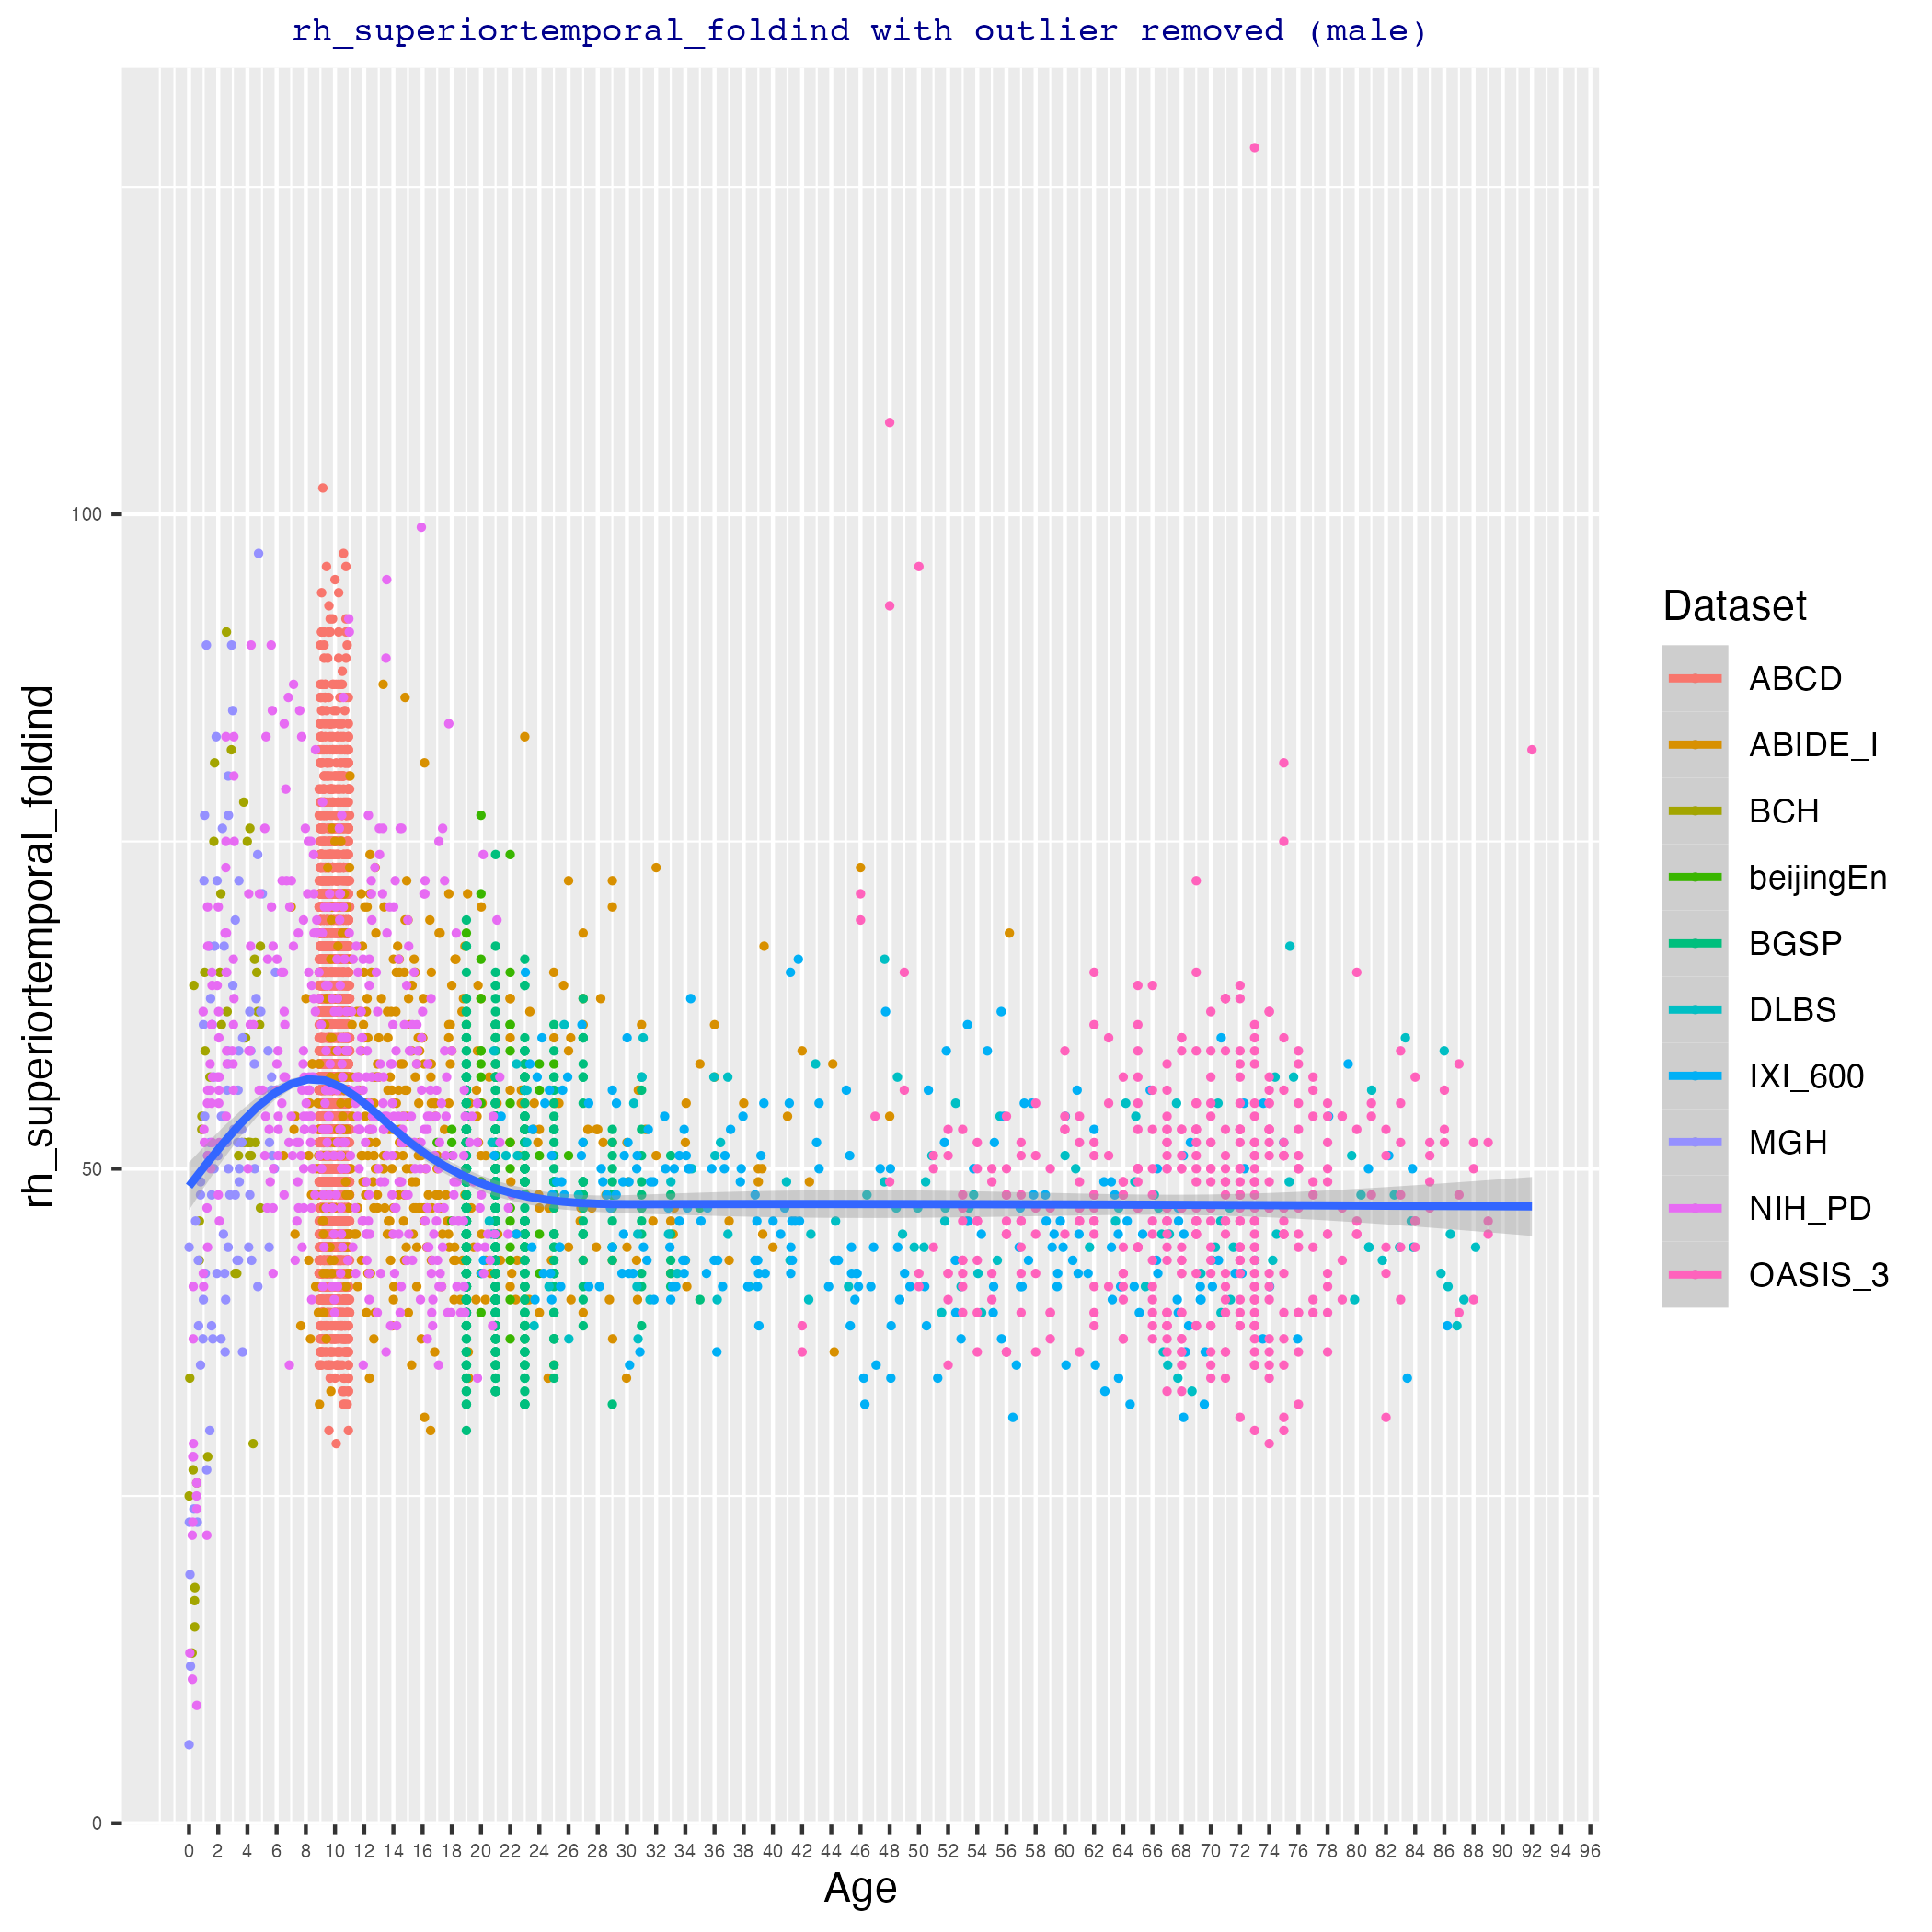 rh_superiortemporal_foldind with outlier removed (male)
rh_superiortemporal_foldind
100
50
0
0 2 4 6 8 10 12 14 16 18 20 22 24 26 28 30 32 34 36 38 40 42 44 46 48 50 52 54 56 58 60 62 64 66 68 70 72 74 76 78 80 82 84 86 88 90 92 94 96
Age
Dataset
ABCD
ABIDE_I
BCH
beijingEn
BGSP
DLBS
IXI_600
MGH
NIH_PD
OASIS_3